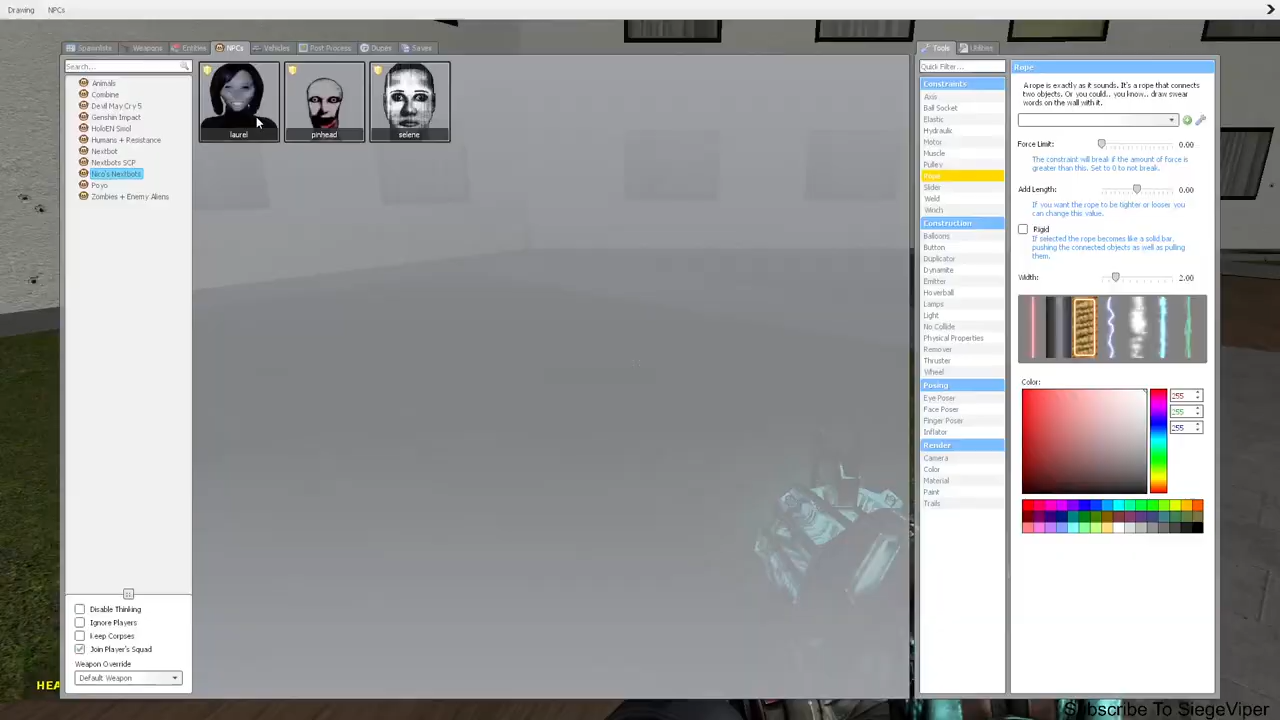 Drawing NPCs
Spawnlists Weapons Entities NPCs Vehicles Post Process Dupes Saves
Search...
Animals
Combine
Devil May Cry 5
Genshin Impact
HoloEN Smol
Humans + Resistance
Nextbot
Nextbots SCP
Nico's Nextbots
Poyo
Zombies + Enemy Aliens
laurel pinhead selene
Disable Thinking
Ignore Players
Keep Corpses
Join Player's Squad
Weapon Override
Default Weapon
HEA
Tools Utilities
Quick Filter...
Constraints
Axis
Ball Socket
Elastic
Hydraulic
Motor
Muscle
Pulley
Rope
Slider
Weld
Winch
Construction
Balloons
Button
Duplicator
Dynamite
Emitter
Hoverball
Lamps
Light
No Collide
Physical Properties
Remover
Thruster
Wheel
Posing
Eye Poser
Face Poser
Finger Poser
Inflator
Render
Camera
Color
Material
Paint
Trails
Rope
A rope is exactly as it sounds. It's a rope that connects
two objects. Or you could.. you know.. draw swear
words on the wall with it.
Force Limit: 0.00
The constraint will break if the amount of force is
greater than this. Set to 0 to not break.
Add Length: 0.00
If you want the rope to be tighter or looser you
can change this value.
Rigid
If selected the rope becomes like a solid bar,
pushing the connected objects as well as pulling
them.
Width: 2.00
Color:
255
255
255
Subscribe To SiegeViper